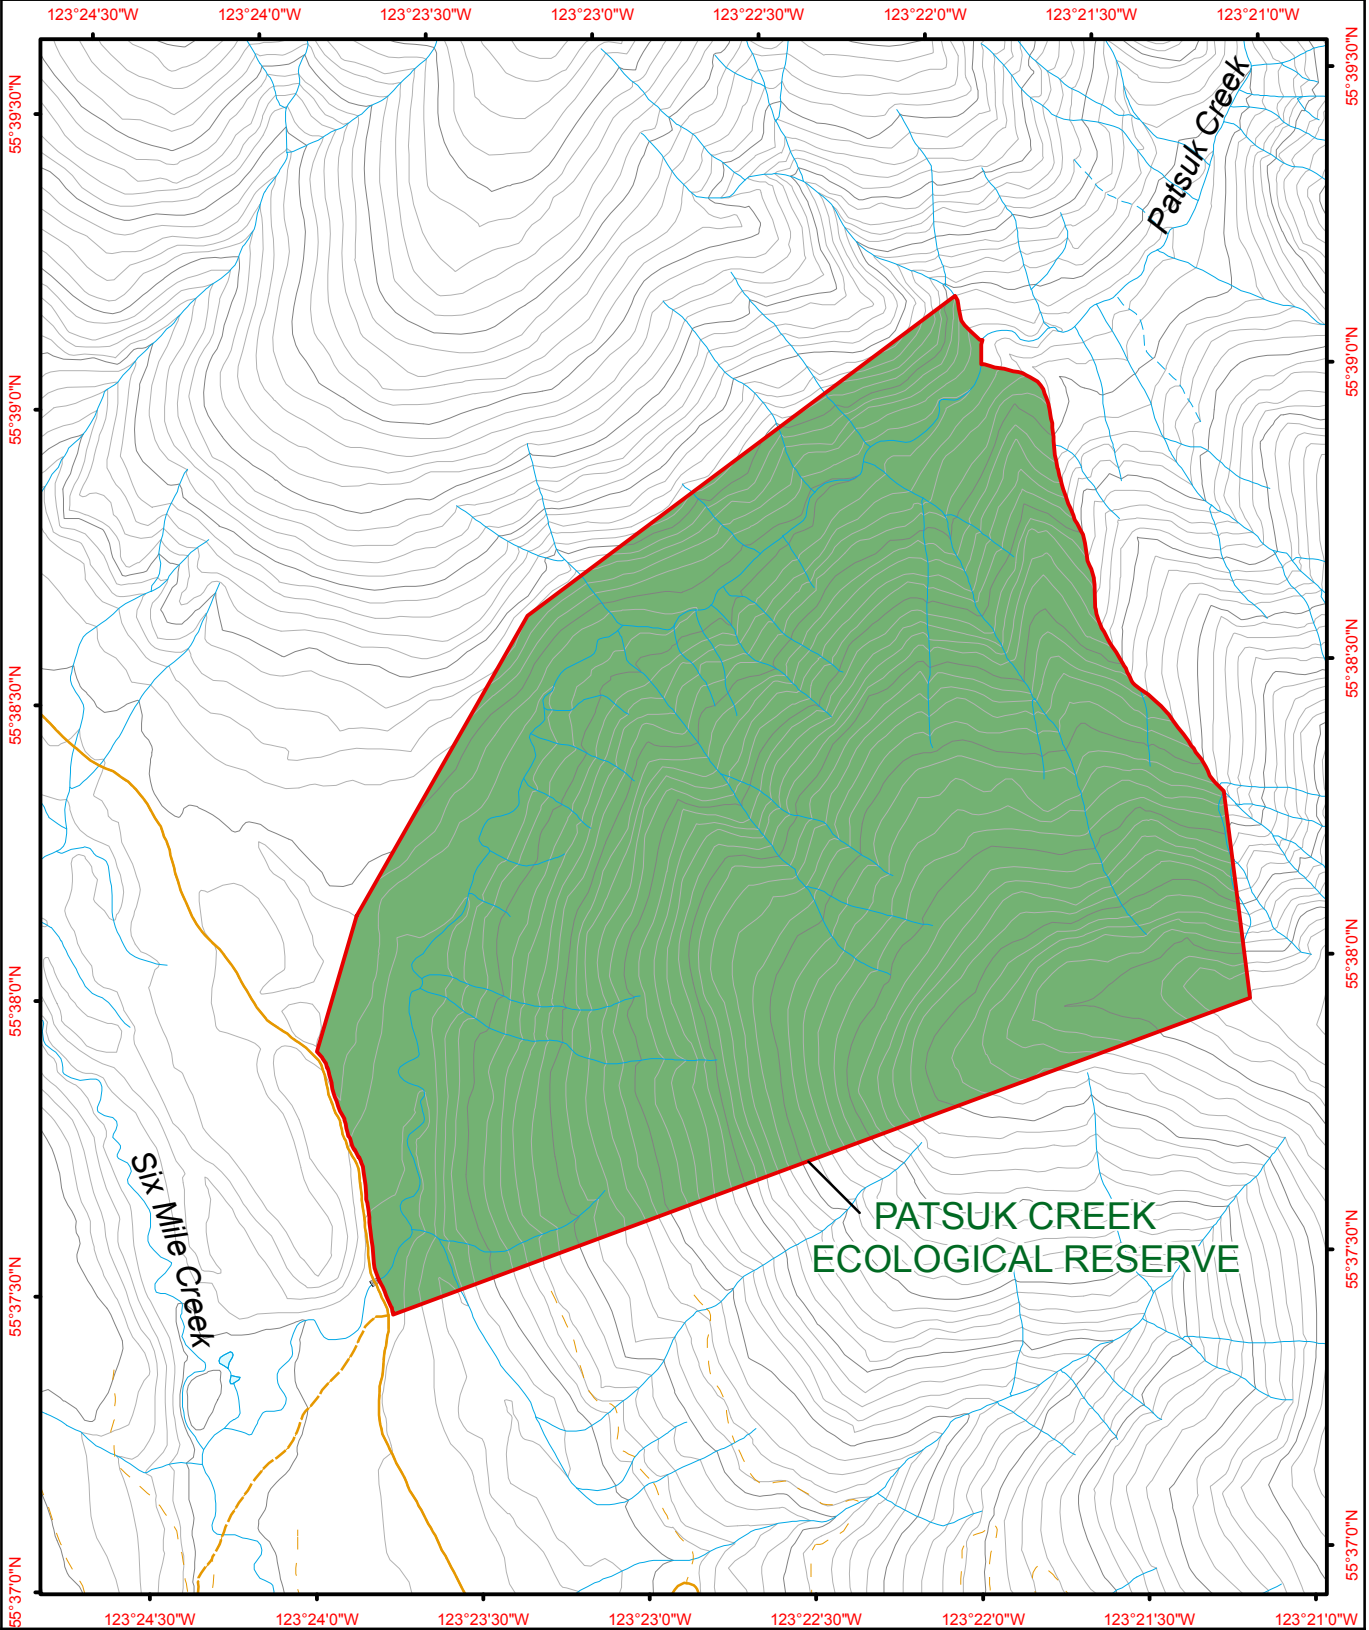 123°24'30"W 123°24'0"W 123°23'30"W 123°23'0"W 123°22'30"W 123°22'0"W 123°21'30"W 123°21'0"W
55°39'30"N
55°39'30"N
Patsuk Creek
55°39'0"N
55°39'0"N
55°38'30"N
55°38'30"N
55°38'0"N
55°38'0"N
Six Mile Creek
PATSUK CREEK
ECOLOGICAL RESERVE
55°37'30"N
55°37'30"N
55°37'0"N
55°37'0"N
123°24'30"W 123°24'0"W 123°23'30"W 123°23'0"W 123°22'30"W 123°22'0"W 123°21'30"W 123°21'0"W